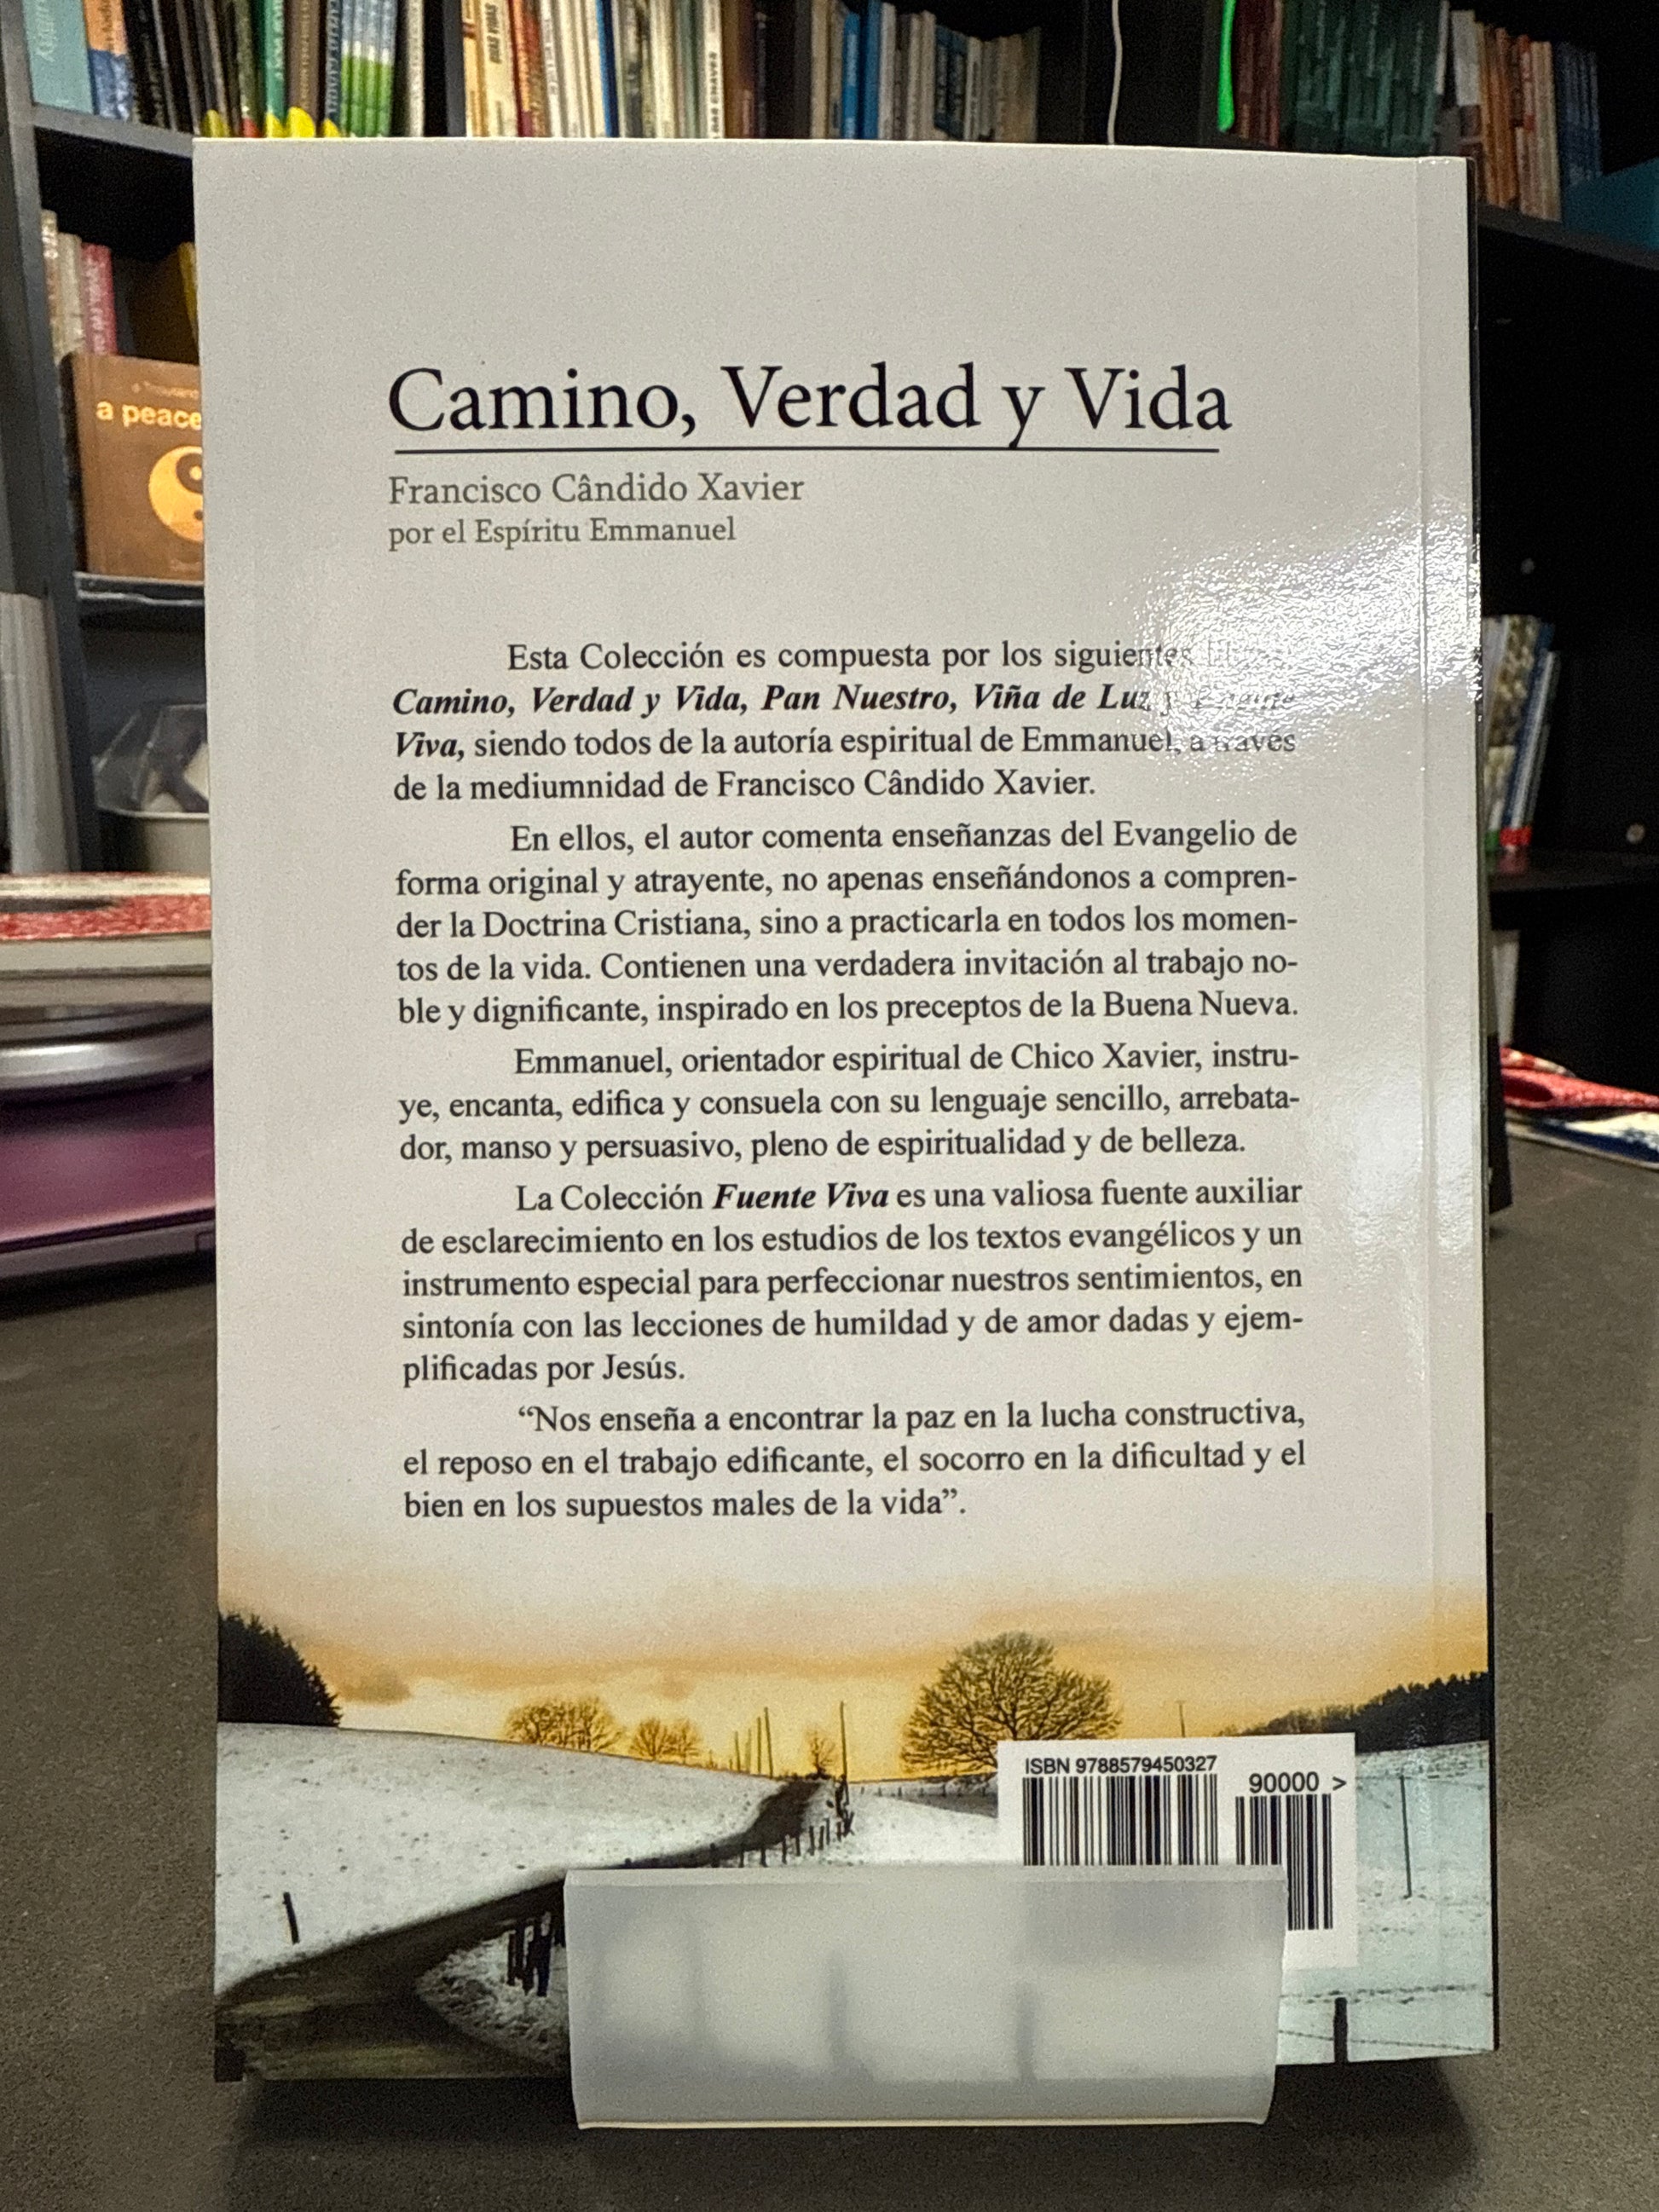 a peace
Camino, Verdad y Vida
Francisco Cândido Xavier
por el Espíritu Emmanuel
Esta Colección es compuesta por los siguientes
Camino, Verdad y Vida, Pan Nuestro, Viña de Luz y
Viva, siendo todos de la autoría espiritual de Emmanuel, a través
de la mediumnidad de Francisco Cândido Xavier.
En ellos, el autor comenta enseñanzas del Evangelio de
forma original y atrayente, no apenas enseñándonos a compren-
der la Doctrina Cristiana, sino a practicarla en todos los momen-
tos de la vida. Contienen una verdadera invitación al trabajo no-
ble y dignificante, inspirado en los preceptos de la Buena Nueva.
Emmanuel, orientador espiritual de Chico Xavier, instru-
ye, encanta, edifica y consuela con su lenguaje sencillo, arrebata-
dor, manso y persuasivo, pleno de espiritualidad y de belleza.
La Colección Fuente Viva es una valiosa fuente auxiliar
de esclarecimiento en los estudios de los textos evangélicos y un
instrumento especial para perfeccionar nuestros sentimientos, en
sintonía con las lecciones de humildad y de amor dadas y ejem-
plificadas por Jesús.
“Nos enseña a encontrar la paz en la lucha constructiva,
el reposo en el trabajo edificante, el socorro en la dificultad y el
bien en los supuestos males de la vida”.
ISBN 9788579450327
90000 >